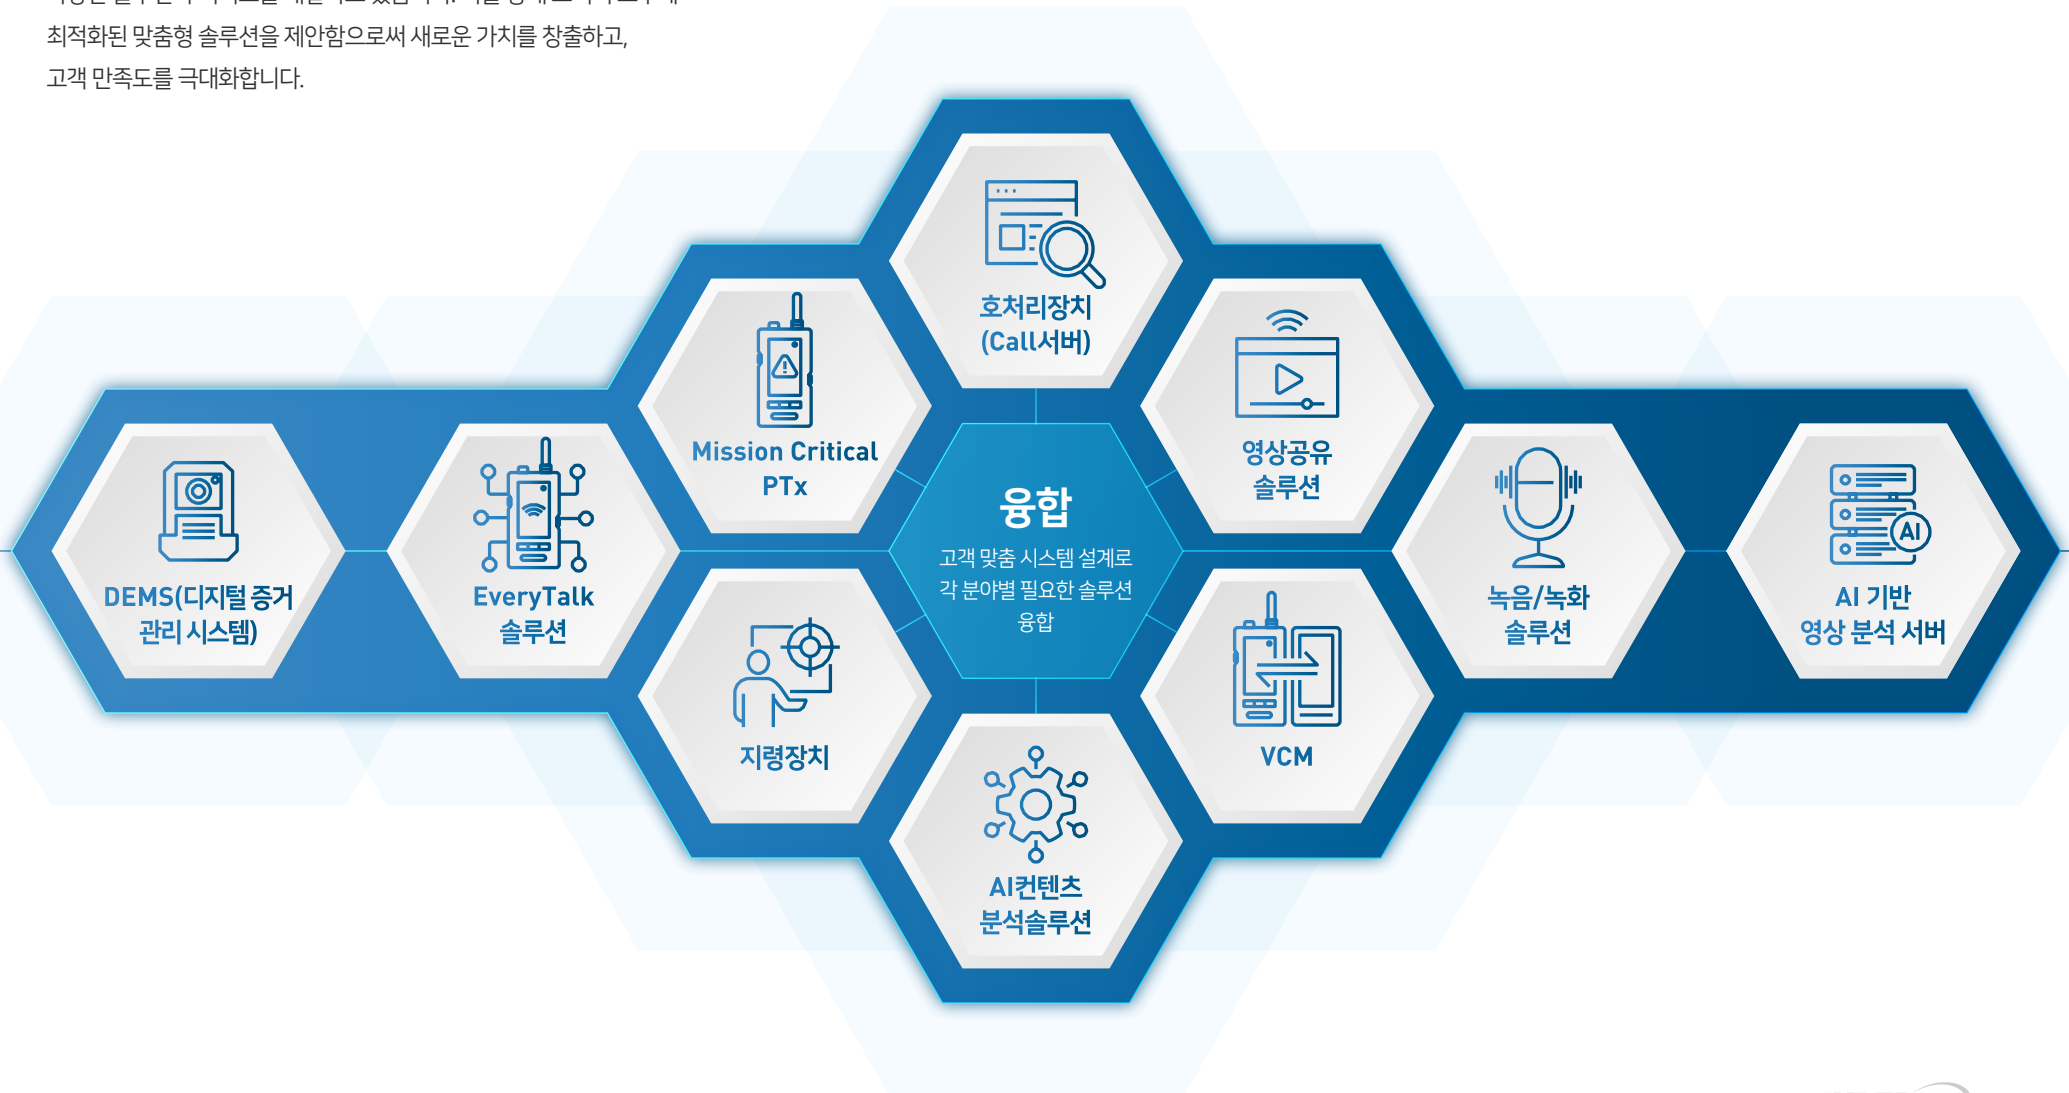 최적화된 맞춤형 솔루션을 제안함으로써 새로운 가치를 창출하고,
고객 만족도를 극대화합니다.
호처리장치
(Call서버)
Mission Critical
PTx
영상공유
솔루션
융합
고객 맞춤 시스템 설계로
각 분야별 필요한 솔루션
융합
DEMS(디지털 증거
관리 시스템)
EveryTalk
솔루션
녹음/녹화
솔루션
AI
AI 기반
영상 분석 서버
지령장치
VCM
AI컨텐츠
분석솔루션